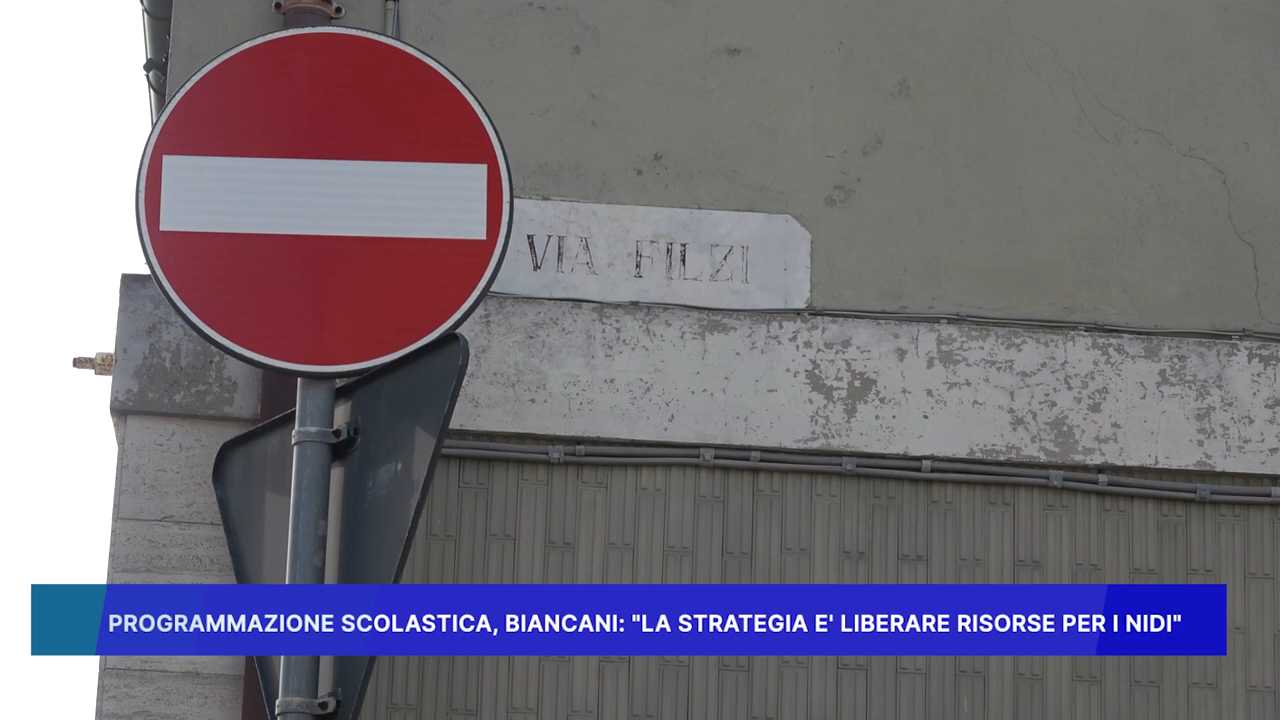 VIA FILZI
PROGRAMMAZIONE SCOLASTICA, BIANCANI: "LA STRATEGIA E' LIBERARE RISORSE PER I NIDI"